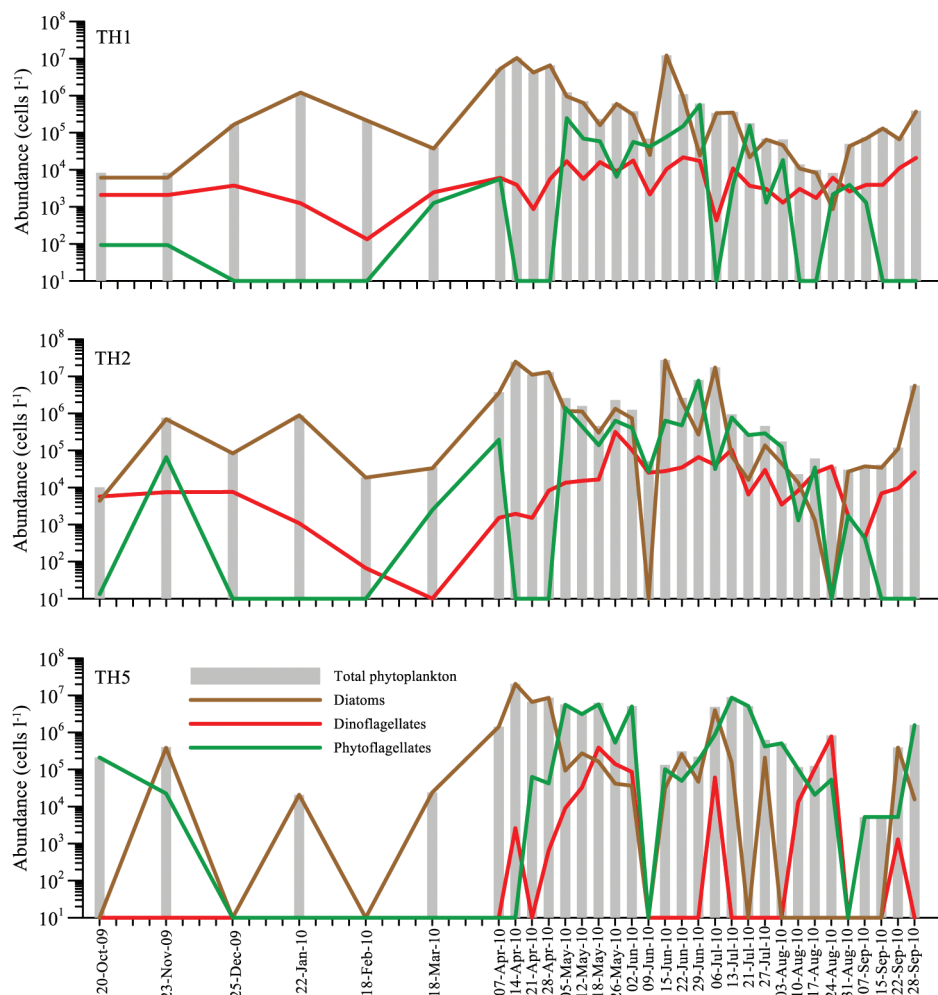 TH1
Abundance (cells l⁻¹)
10⁸
10⁷
10⁶
10⁵
10⁴
10³
10²
10¹
TH2
Abundance (cells l⁻¹)
10⁸
10⁷
10⁶
10⁵
10⁴
10³
10²
10¹
TH5
Abundance (cells l⁻¹)
10⁸
10⁷
10⁶
10⁵
10⁴
10³
10²
10¹
Total phytoplankton
Diatoms
Dinoflagellates
Phytoflagellates
20-Oct-09
23-Nov-09
25-Dec-09
22-Jan-10
18-Feb-10
18-Mar-10
07-Apr-10
14-Apr-10
21-Apr-10
28-Apr-10
05-May-10
12-May-10
18-May-10
26-May-10
02-Jun-10
09-Jun-10
15-Jun-10
22-Jun-10
29-Jun-10
06-Jul-10
13-Jul-10
21-Jul-10
27-Jul-10
03-Aug-10
10-Aug-10
17-Aug-10
24-Aug-10
31-Aug-10
07-Sep-10
15-Sep-10
22-Sep-10
28-Sep-10